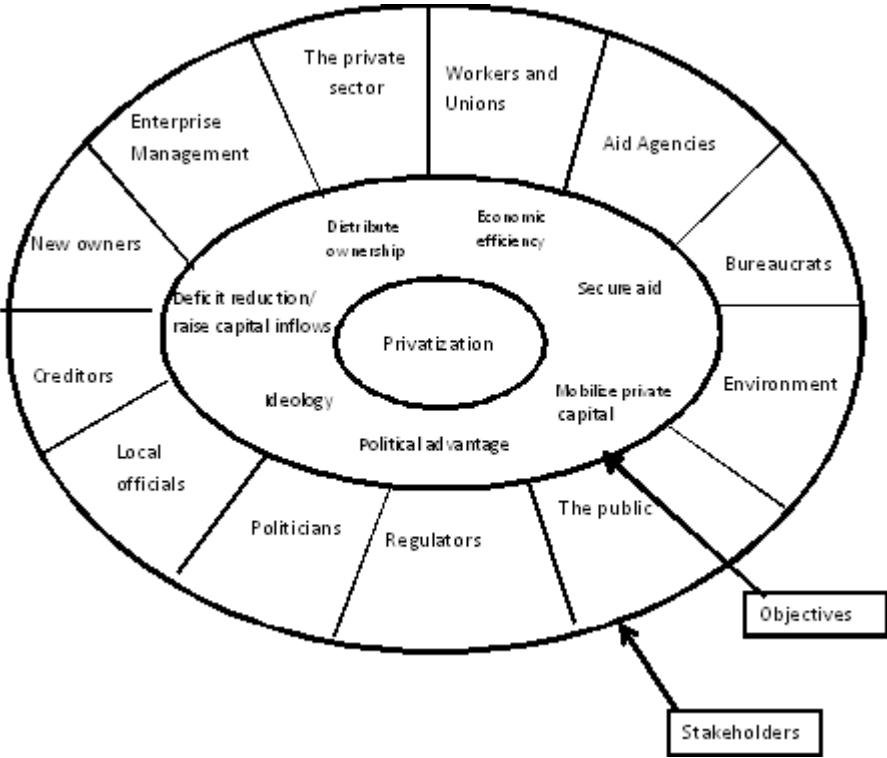 The private
sector
Workers and
Unions
Enterprise
Management
Aid Agencies
New owners
Bureaucrats
Distribute
ownership
Economic
efficiency
Secure aid
Deficit reduction/
raise capital inflows
Privatization
Creditors
Environment
Ideology
Mobilize private
capital
Political advantage
Local
officials
Politicians
Regulators
The public
Objectives
Stakeholders